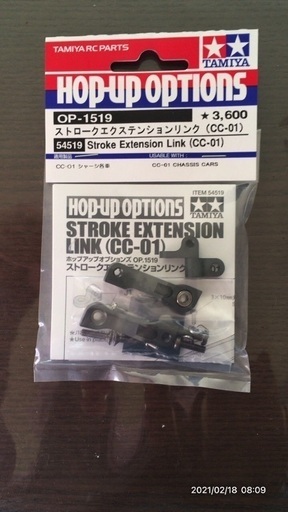 TAMIYA RC PARTS
TAMIYA
HOP-UP OPTIONS
OP-1519
★ 3,600
ストロークエクステンションリンク (CC-01)
54519 Stroke Extension Link (CC-01)
USABLE WITH :
CC-01 シャーシ各車
CC-01 CHASSIS CARS
ITEM 54519
HOP-UP OPTIONS
TAMIYA
STROKE EXTENSION
LINK (CC-01)
ホップアップオプションズ OP.1519
ストロークエクステンションリンク
2021/02/18 08:09